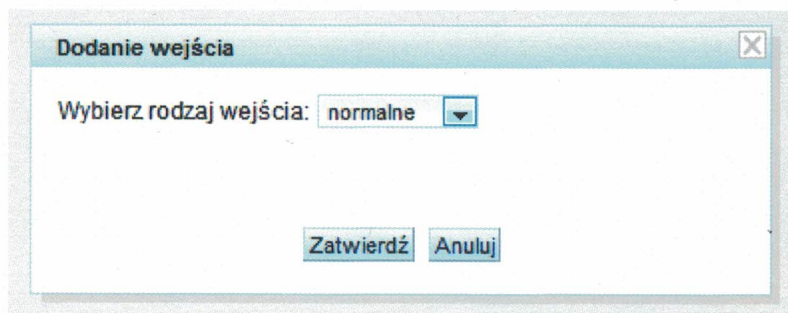 Dodanie wejścia
Wybierz rodzaj wejścia: normalne
Zatwierdź Anuluj